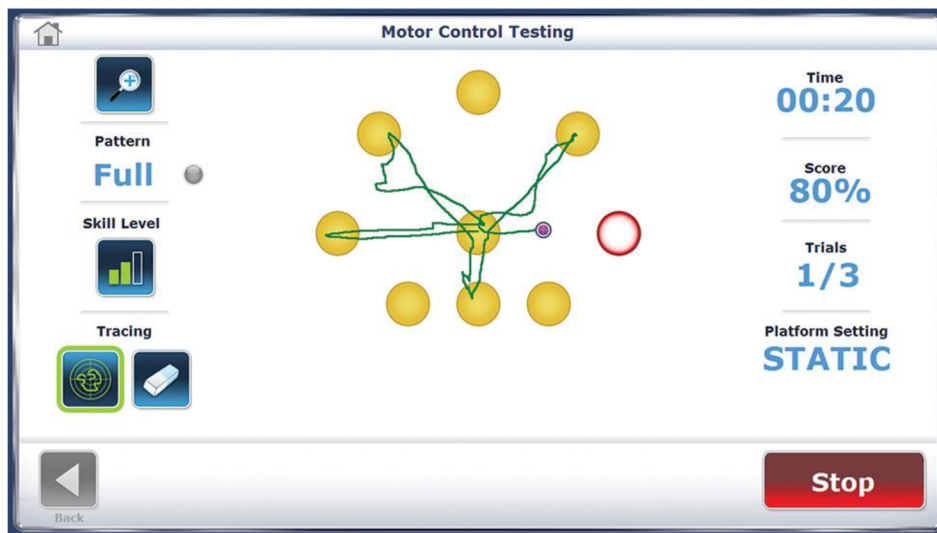 Motor Control Testing
Pattern
Full
Skill Level
Tracing
Time
00:20
Score
80%
Trials
1/3
Platform Setting
STATIC
Back
Stop